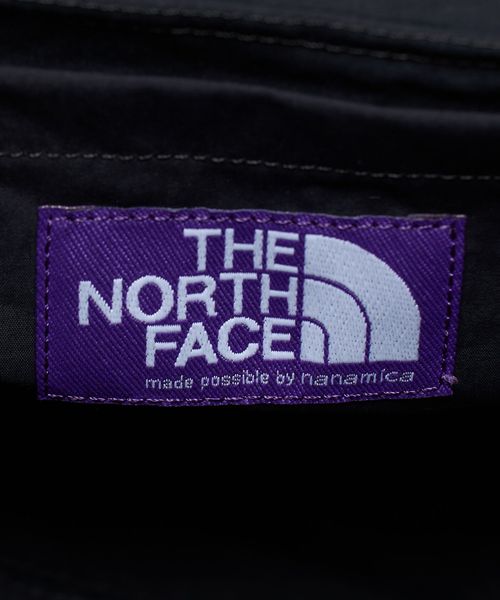 THE
NORTH
FACE
made possible by nanamica